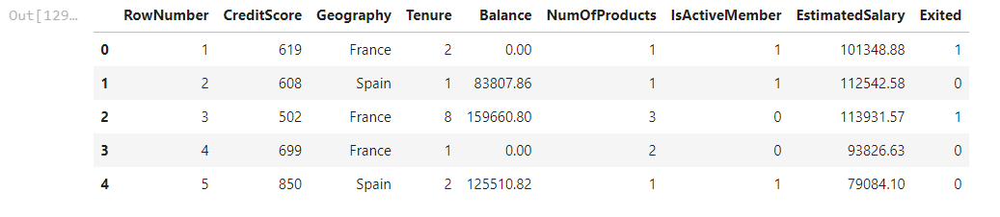 Out[129…
RowNumber CreditScore Geography Tenure Balance NumOfProducts IsActiveMember EstimatedSalary Exited
0 1 619 France 2 0.00 1 1 101348.88 1
1 2 608 Spain 1 83807.86 1 1 112542.58 0
2 3 502 France 8 159660.80 3 0 113931.57 1
3 4 699 France 1 0.00 2 0 93826.63 0
4 5 850 Spain 2 125510.82 1 1 79084.10 0